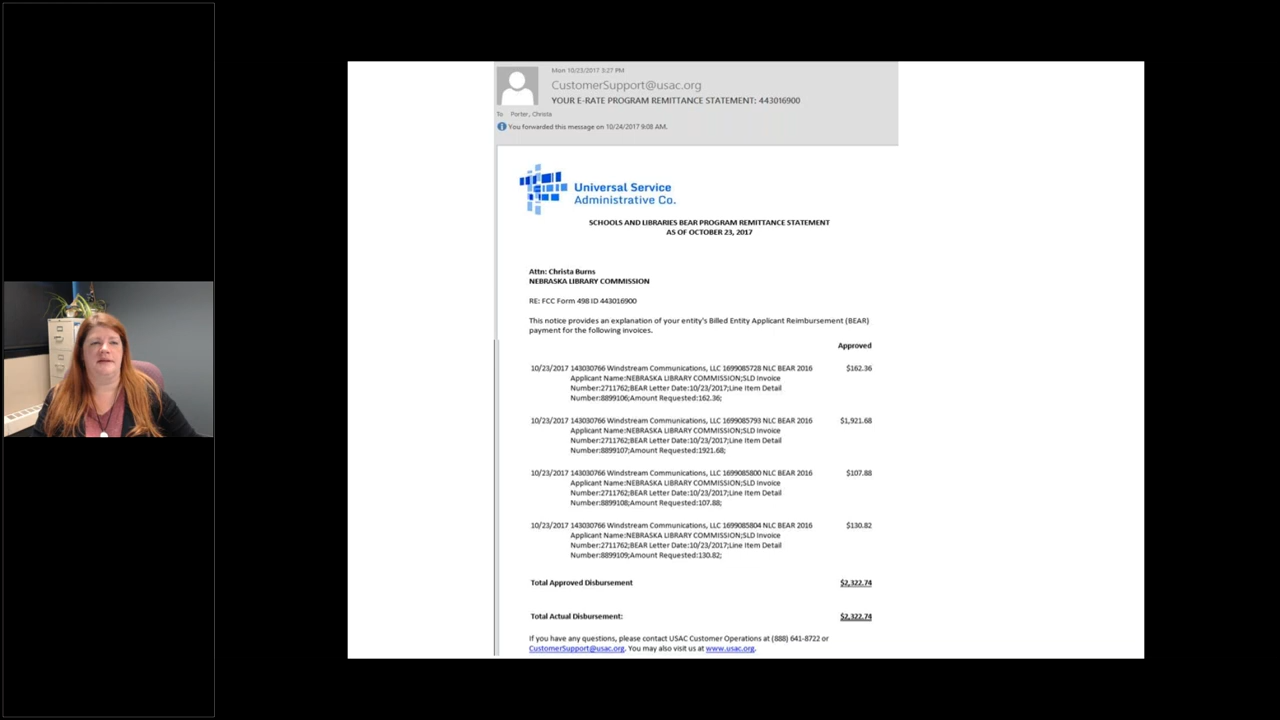 Mon 10/23/2017 3:27 PM
CustomerSupport@usac.org
YOUR E-RATE PROGRAM REMITTANCE STATEMENT: 443016900
To Porter, Christa
You forwarded this message on 10/24/2017 9:08 AM.
Universal Service
Administrative Co.
SCHOOLS AND LIBRARIES BEAR PROGRAM REMITTANCE STATEMENT
AS OF OCTOBER 23, 2017
Attn: Christa Burns
NEBRASKA LIBRARY COMMISSION
RE: FCC Form 498 ID 443016900
This notice provides an explanation of your entity's Billed Entity Applicant Reimbursement (BEAR)
payment for the following invoices.
Approved
10/23/2017 143030766 Windstream Communications, LLC 1699085728 NLC BEAR 2016 $162.36
Applicant Name:NEBRASKA LIBRARY COMMISSION;SLD Invoice
Number:2711762;BEAR Letter Date:10/23/2017;Line Item Detail
Number:8899106;Amount Requested:162.36;
10/23/2017 143030766 Windstream Communications, LLC 1699085793 NLC BEAR 2016 $1,921.68
Applicant Name:NEBRASKA LIBRARY COMMISSION;SLD Invoice
Number:2711762;BEAR Letter Date:10/23/2017;Line Item Detail
Number:8899107;Amount Requested:1921.68;
10/23/2017 143030766 Windstream Communications, LLC 1699085800 NLC BEAR 2016 $107.88
Applicant Name:NEBRASKA LIBRARY COMMISSION;SLD Invoice
Number:2711762;BEAR Letter Date:10/23/2017;Line Item Detail
Number:8899108;Amount Requested:107.88;
10/23/2017 143030766 Windstream Communications, LLC 1699085804 NLC BEAR 2016 $130.82
Applicant Name:NEBRASKA LIBRARY COMMISSION;SLD Invoice
Number:2711762;BEAR Letter Date:10/23/2017;Line Item Detail
Number:8899109;Amount Requested:130.82;
Total Approved Disbursement $2,322.74
Total Actual Disbursement: $2,322.74
If you have any questions, please contact USAC Customer Operations at (888) 641-8722 or
CustomerSupport@usac.org. You may also visit us at www.usac.org.